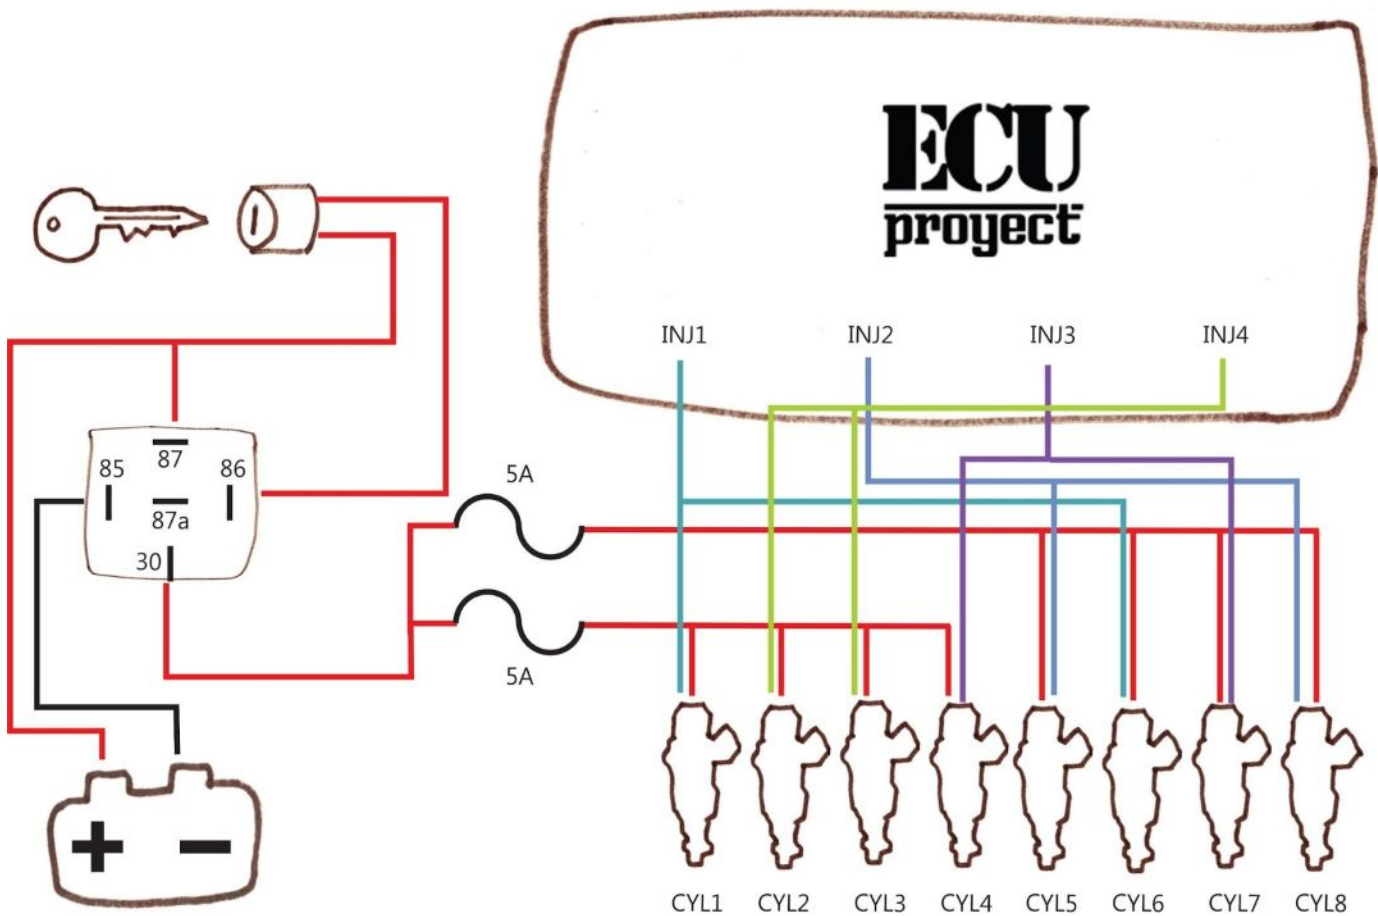 ECU
proyect
INJ1 INJ2 INJ3 INJ4
87
85 86
87a
30
5A
5A
+ −
CYL1 CYL2 CYL3 CYL4 CYL5 CYL6 CYL7 CYL8